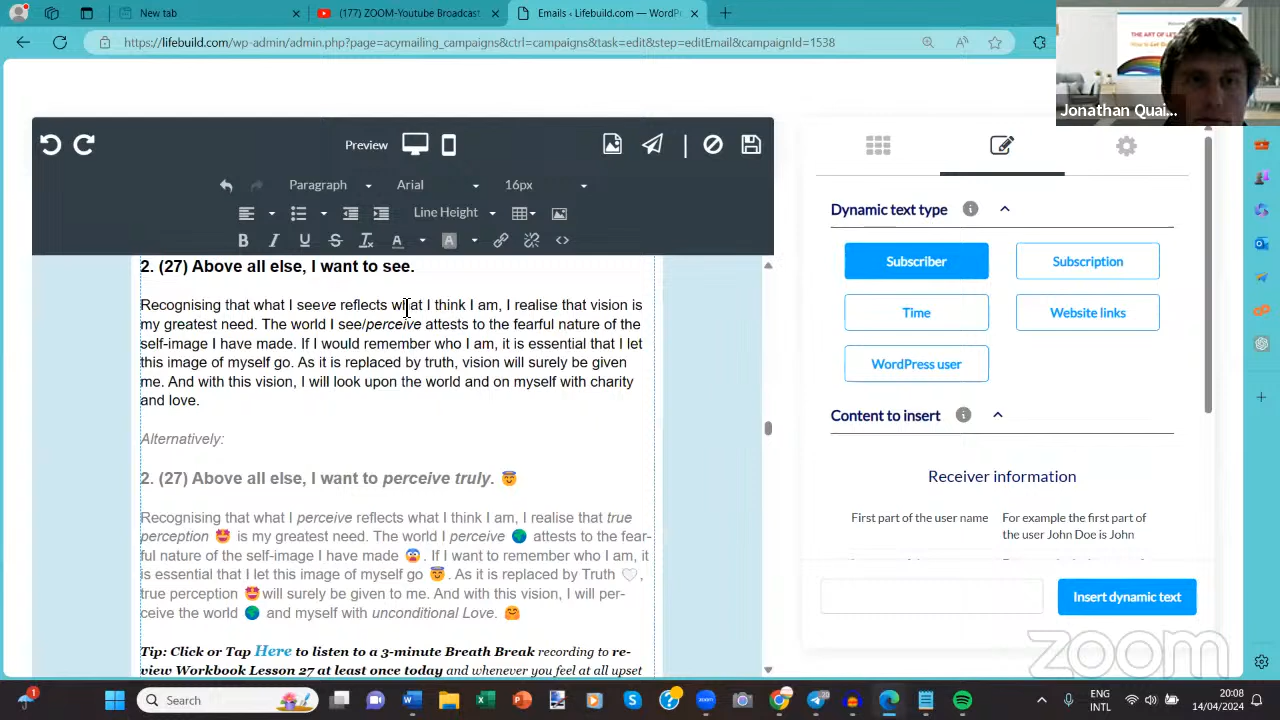 New tab
(177) ZOOM-Youtube Broadcast
Emails ‹ Lifebuild.com — WordPr
https://lifebuild.com/wp-admin/admin.php?page=acymailing_campaigns&ctrl=campaigns&task=edit&step=editEmail&campaignId=1538
THE ART OF LET
Jonathan Quai...
Preview
Paragraph
Arial
16px
Line Height
2. (27) Above all else, I want to see.
Recognising that what I seeve reflects what I think I am, I realise that vision is
my greatest need. The world I see/perceive attests to the fearful nature of the
self-image I have made. If I would remember who I am, it is essential that I let
this image of myself go. As it is replaced by truth, vision will surely be given
me. And with this vision, I will look upon the world and on myself with charity
and love.
Alternatively:
2. (27) Above all else, I want to perceive truly. 😇
Recognising that what I perceive reflects what I think I am, I realise that true
perception 🤩 is my greatest need. The world I perceive 🌍 attests to the fear-
ful nature of the self-image I have made 😱. If I want to remember who I am, it
is essential that I let this image of myself go 😇. As it is replaced by Truth 🤍,
true perception 🤩 will surely be given to me. And with this vision, I will per-
ceive the world 🌍 and myself with unconditional Love. 🤗
Tip: Click or Tap Here to listen to a 3-minute Breath Break recording to re-
view Workbook Lesson 27 at least once today and whenever you feel at all upset
Dynamic text type
Subscriber
Subscription
Time
Website links
WordPress user
Content to insert
Receiver information
First part of the user name
For example the first part of
the user John Doe is John
Insert dynamic text
zoom
1
Search
zoom
ENG
INTL
20:08
14/04/2024